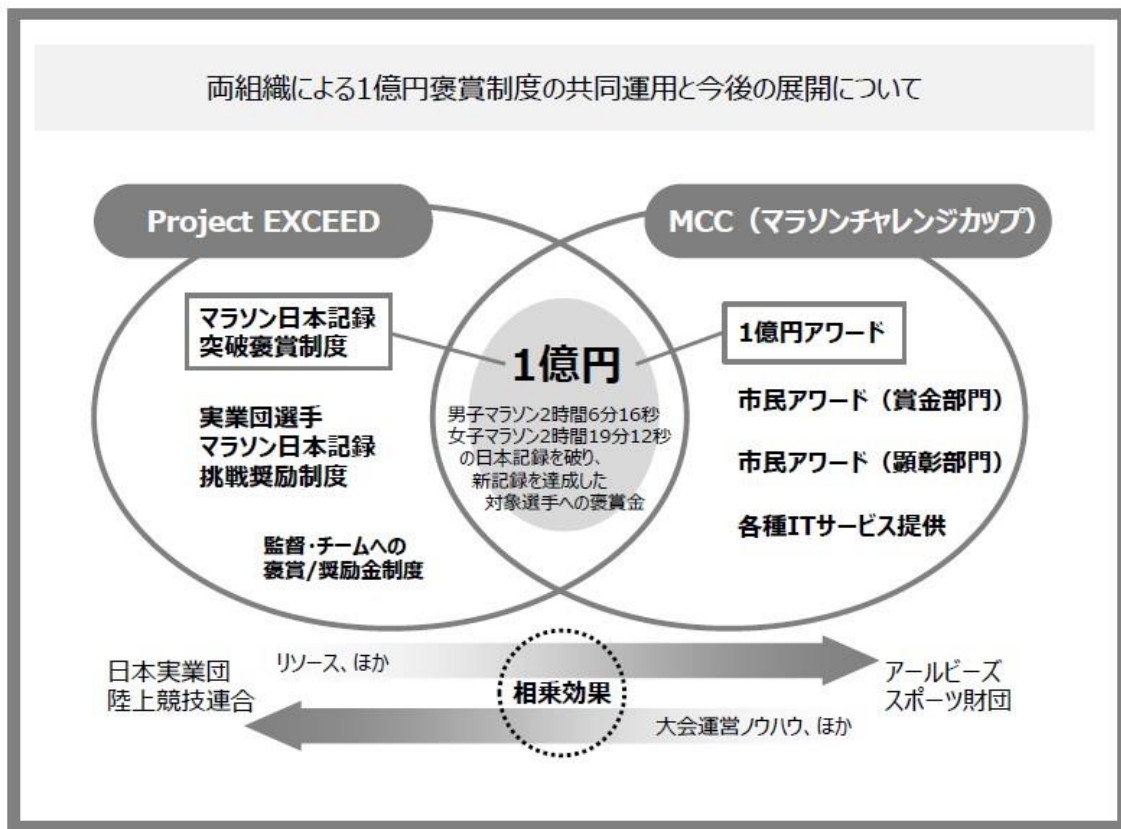 両組織による1億円褒賞制度の共同運用と今後の展開について
Project EXCEED
MCC（マラソンチャレンジカップ）
マラソン日本記録
突破褒賞制度
実業団選手
マラソン日本記録
挑戦奨励制度
監督・チームへの
褒賞/奨励金制度
1億円
男子マラソン2時間6分16秒
女子マラソン2時間19分12秒
の日本記録を破り、
新記録を達成した
対象選手への褒賞金
1億円アワード
市民アワード（賞金部門）
市民アワード（顕彰部門）
各種ITサービス提供
日本実業団
陸上競技連合
リソース、ほか
相乗効果
大会運営ノウハウ、ほか
アールビーズ
スポーツ財団